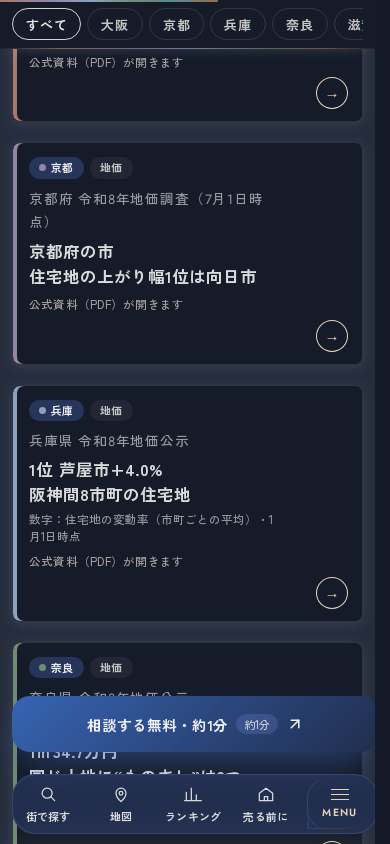 すべて 大阪 京都 兵庫 奈良
公式資料（PDF）が開きます
→
京都 地価
京都府 令和8年地価調査（7月1日時
点）
京都府の市
住宅地の上がり幅1位は向日市
公式資料（PDF）が開きます
→
兵庫 地価
兵庫県 令和8年地価公示
1位 芦屋市+4.0%
阪神間8市町の住宅地
数字：住宅地の変動率（市町ごとの平均）・1
月1日時点
公式資料（PDF）が開きます
→
奈良 地価
相談する無料・約1分 約1分
街で探す 地図 ランキング 売る前に MENU